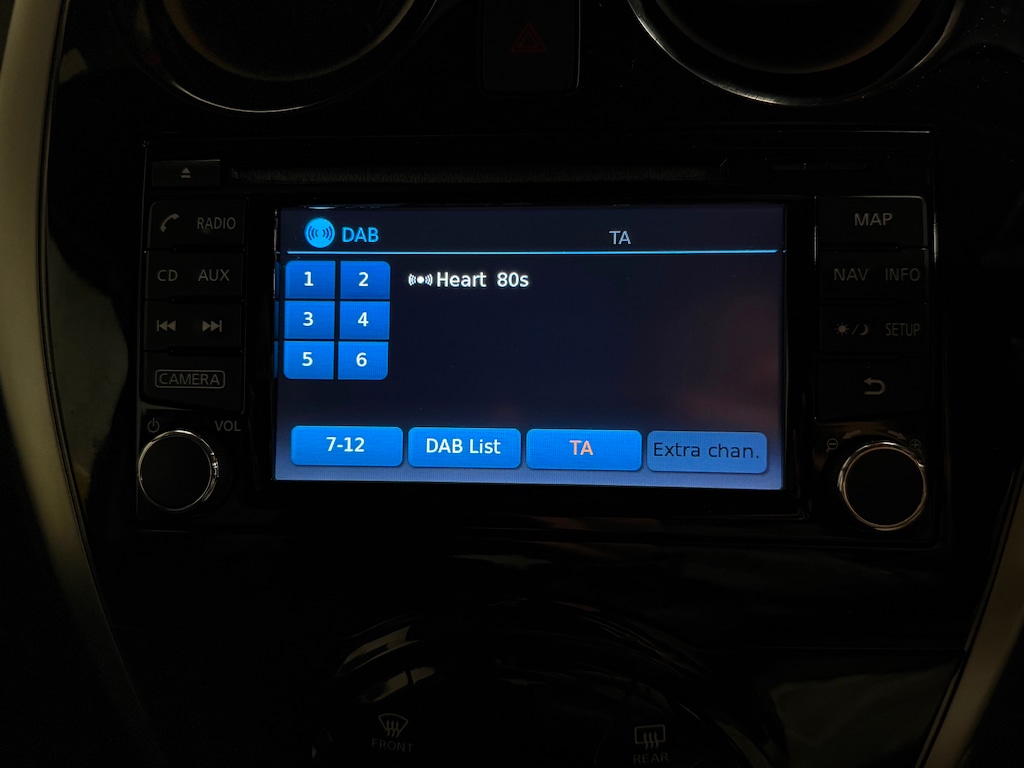 DAB
TA
RADIO
MAP
CD AUX
1 2
Heart 80s
NAV INFO
3 4
SETUP
5 6
CAMERA
VOL
7-12
DAB List
TA
Extra chan.
FRONT
REAR